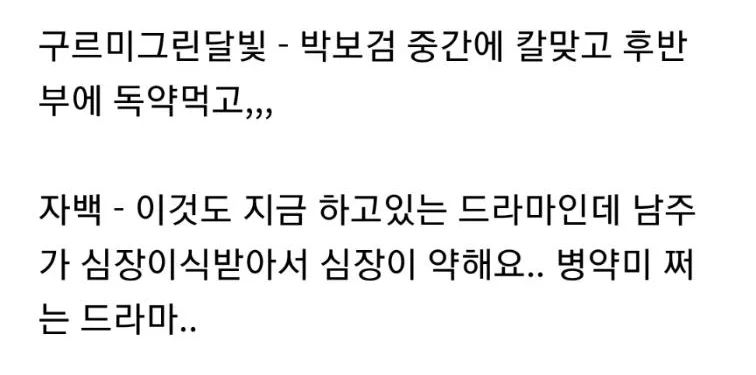 구르미그린달빛 - 박보검 중간에 칼맞고 후반
부에 독약먹고,,,
자백 - 이것도 지금 하고있는 드라마인데 남주
가 심장이식받아서 심장이 약해요.. 병약미 쩌
는 드라마..